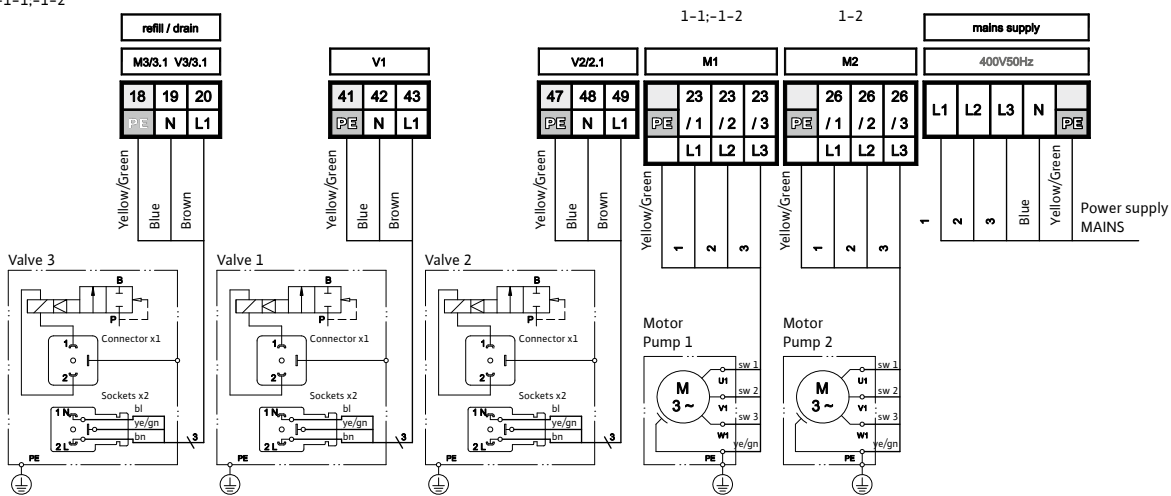 1-1;-1-2
1-1;-1-2
1-2
refill / drain
mains supply
M3/3.1 V3/3.1
V1
V2/2.1
M1
M2
400V50Hz
18 19 20
PE N L1
41 42 43
PE N L1
47 48 49
PE N L1
23 23 23
PE / 1 / 2 / 3
L1 L2 L3
26 26 26
PE / 1 / 2 / 3
L1 L2 L3
L1 L2 L3 N PE
Yellow/Green
Blue
Brown
Yellow/Green
Blue
Brown
Yellow/Green
Blue
Brown
Yellow/Green
1
2
3
Yellow/Green
1
2
3
1
2
3
Blue
Yellow/Green
Power supply
MAINS
Valve 3
B
P
1
Connector x1
2
Sockets x2
1 N
bl
ye/gn
2 L
bn
3
PE
Valve 1
B
P
1
Connector x1
2
Sockets x2
1 N
bl
ye/gn
2 L
bn
3
PE
Valve 2
B
P
1
Connector x1
2
Sockets x2
1 N
bl
ye/gn
2 L
bn
3
PE
Motor
Pump 1
M
3 ~
sw 1
U1
sw 2
V1
sw 3
W1
ye/gn
PE
Motor
Pump 2
M
3 ~
sw 1
U1
sw 2
V1
sw 3
W1
ye/gn
PE